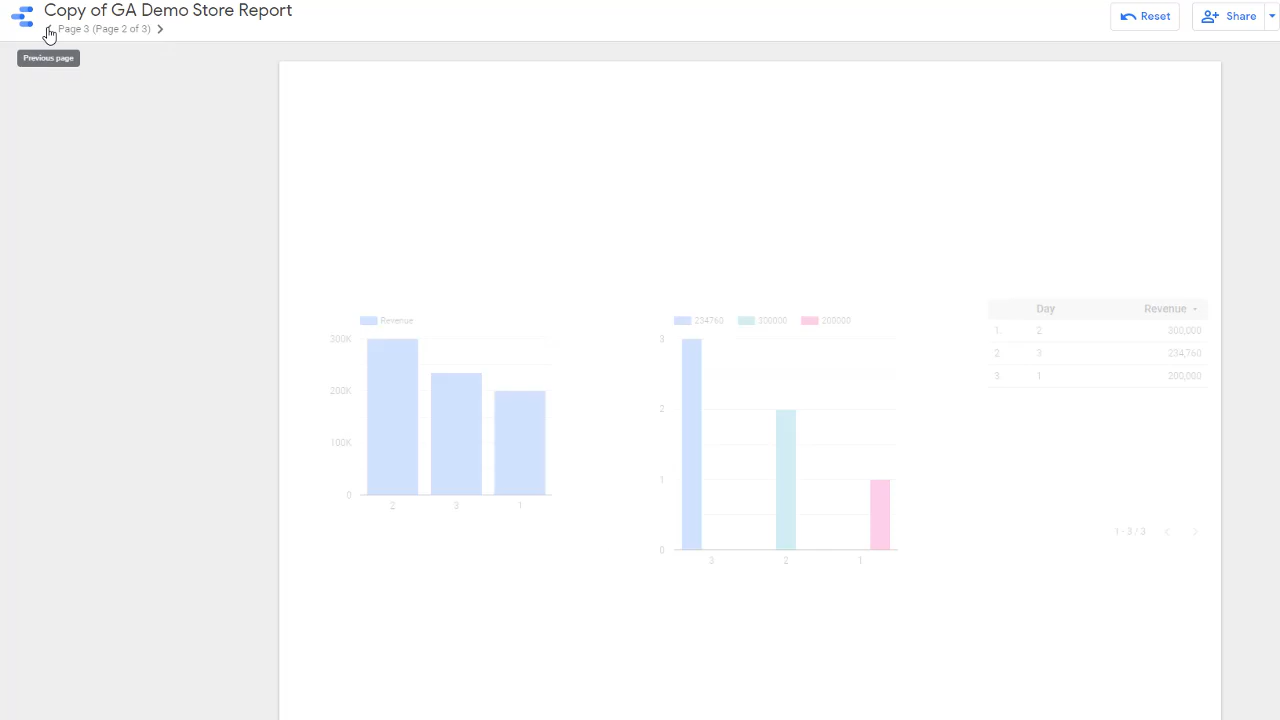 Copy of GA Demo Store Report
Page 3 (Page 2 of 3)
Reset
Share
Previous page
Revenue
300K
200K
100K
0
2 3 1
234760 300000 200000
3
2
1
0
3 2 1
Day Revenue
1. 2 300,000
2. 3 234,760
3. 1 200,000
1 - 3 / 3